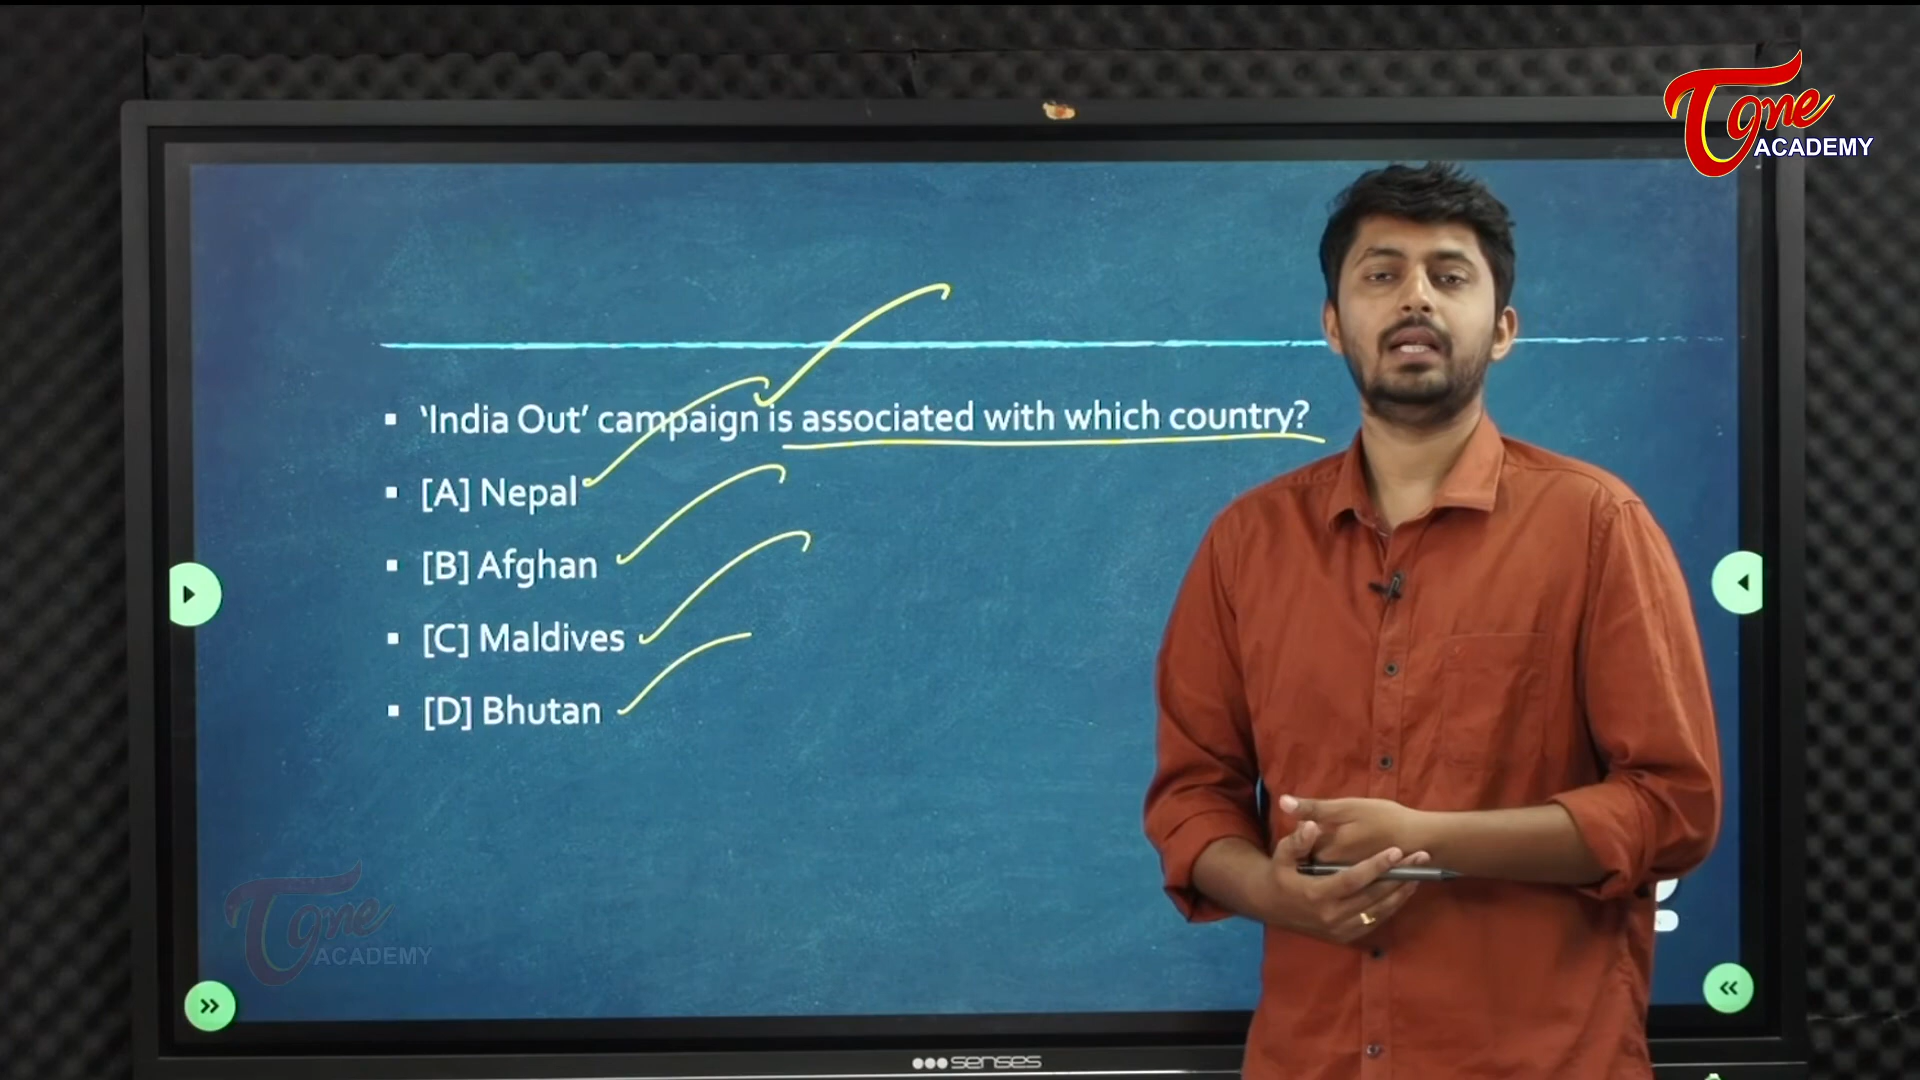 Tone
ACADEMY
▪ ‘India Out’ campaign is associated with which country?
▪ [A] Nepal
▪ [B] Afghan
▪ [C] Maldives
▪ [D] Bhutan
Tone
ACADEMY
senses